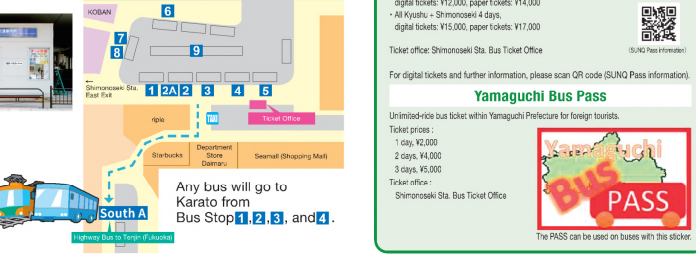 KOBAN
6
7
8
9
1 2A 2 3 4 5
←
Shimonoseki Sta.
East Exit
TAXI
Ticket Office
ripie
Starbucks
Department
Store
Daimaru
Seamall (Shopping Mall)
South A
Highway Bus to Tenjin (Fukuoka)
Any bus will go to
Karato from
Bus Stop 1, 2, 3, and 4.
digital tickets: ¥12,000, paper tickets: ¥14,000
・All Kyushu + Shimonoseki 4 days,
digital tickets: ¥15,000, paper tickets: ¥17,000
Ticket office: Shimonoseki Sta. Bus Ticket Office
(SUNQ Pass information)
For digital tickets and further information, please scan QR code (SUNQ Pass information).
Yamaguchi Bus Pass
Unlimited-ride bus ticket within Yamaguchi Prefecture for foreign tourists.
Ticket prices :
1 day, ¥2,000
2 days, ¥4,000
3 days, ¥5,000
Ticket office :
Shimonoseki Sta. Bus Ticket Office
Yamaguchi
Bus
PASS
The PASS can be used on buses with this sticker.